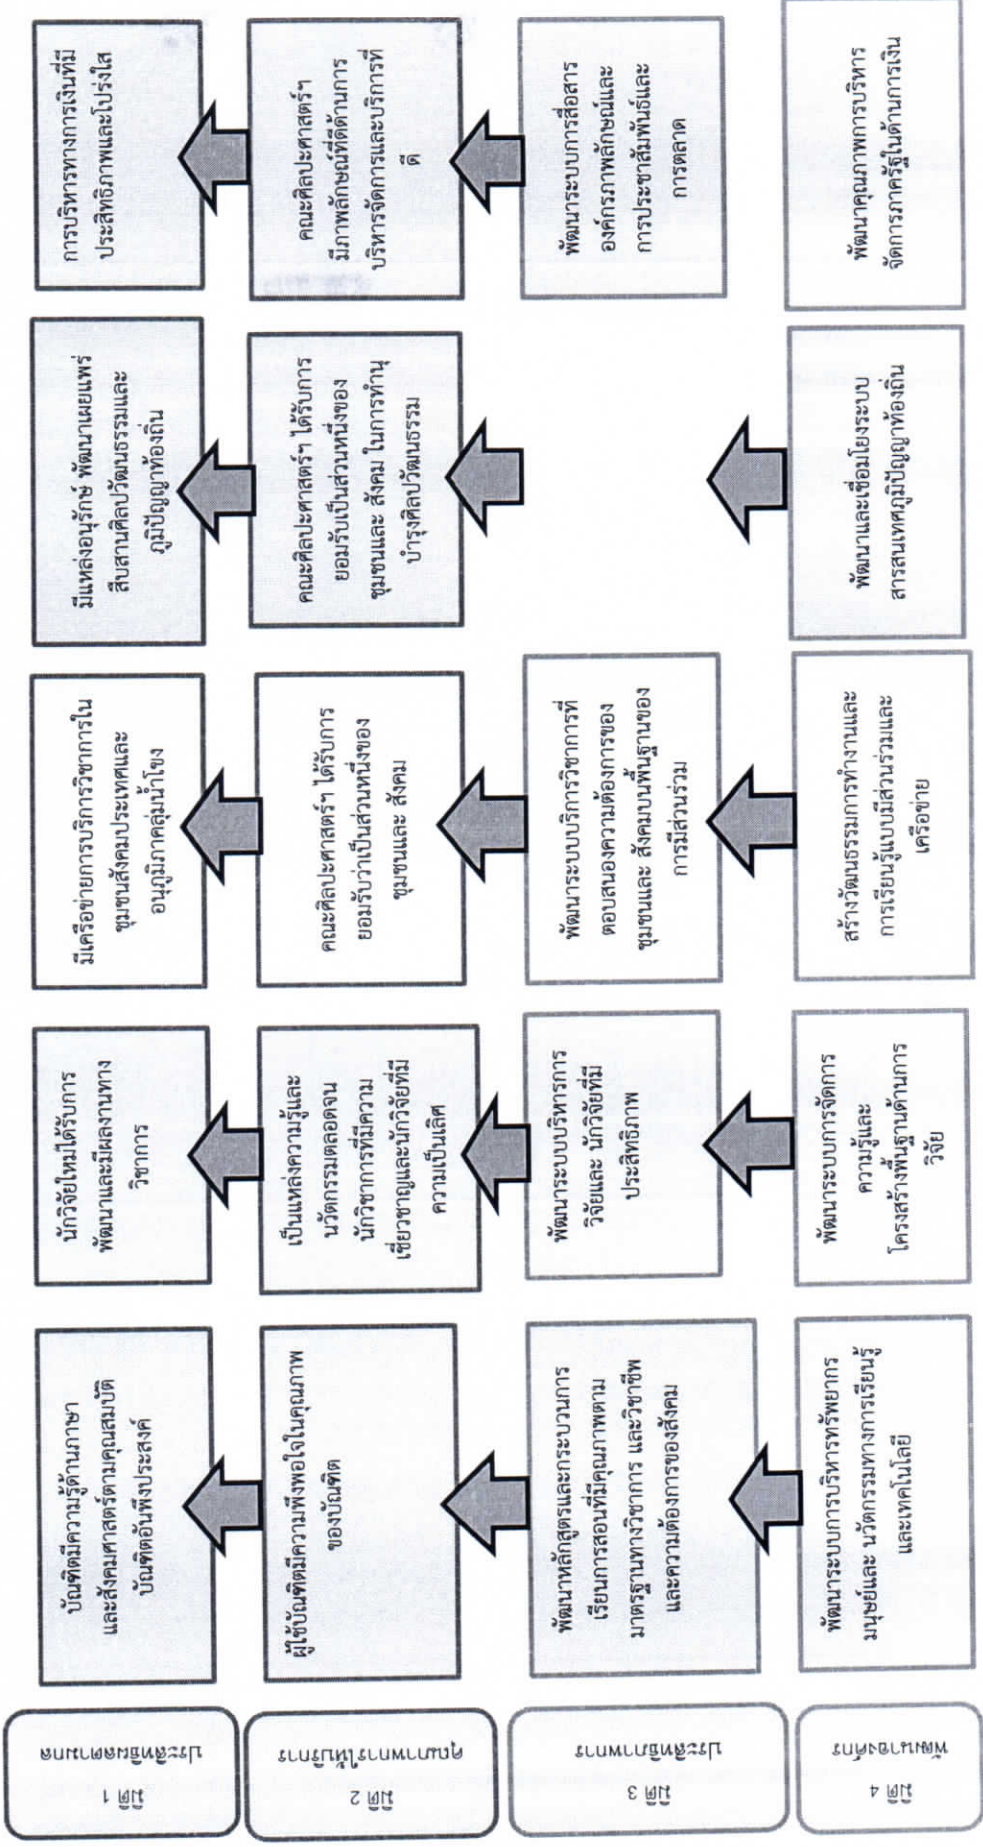 มิติ 1
ประสิทธิผลตามกล
บัณฑิตมีความรู้ด้านภาษา
และสังคมศาสตร์ตามคุณสมบัติ
บัณฑิตอันพึงประสงค์
นักวิจัยใหม่ได้รับการ
พัฒนาและมีผลงานทาง
วิชาการ
มีเครือข่ายการบริการวิชาการใน
ชุมชนสังคมประเทศและ
อนุภูมิภาคลุ่มน้ำโขง
มีแหล่งอนุรักษ์ พัฒนาเผยแพร่
สืบสานศิลปวัฒนธรรมและ
ภูมิปัญญาท้องถิ่น
การบริหารทางการเงินที่มี
ประสิทธิภาพและโปร่งใส
มิติ 2
คุณภาพการให้บริการ
ผู้ใช้บัณฑิตมีความพึงพอใจในคุณภาพ
ของบัณฑิต
เป็นแหล่งความรู้และ
นวัตกรรมตลอดจน
นักวิชาการที่มีความ
เชี่ยวชาญและนักวิจัยที่มี
ความเป็นเลิศ
คณะศิลปะศาสตร์ฯ ได้รับการ
ยอมรับว่าเป็นส่วนหนึ่งของ
ชุมชนและ สังคม
คณะศิลปะศาสตร์ฯ ได้รับการ
ยอมรับเป็นส่วนหนึ่งของ
ชุมชนและ สังคม ในการทำนุ
บำรุงศิลปวัฒนธรรม
คณะศิลปะศาสตร์ฯ
มีภาพลักษณ์ที่ดีด้านการ
บริหารจัดการและบริการที่
ดี
มิติ 3
ประสิทธิภาพการ
พัฒนาหลักสูตรและกระบวนการ
เรียนการสอนที่มีคุณภาพตาม
มาตรฐานทางวิชาการ และวิชาชีพ
และความต้องการของสังคม
พัฒนาระบบบริหารการ
วิจัยและ นักวิจัยที่มี
ประสิทธิภาพ
พัฒนาระบบบริการวิชาการที่
ตอบสนองความต้องการของ
ชุมชนและ สังคมบนพื้นฐานของ
การมีส่วนร่วม
พัฒนาระบบการสื่อสาร
องค์กรภาพลักษณ์และ
การประชาสัมพันธ์และ
การตลาด
มิติ 4
พัฒนาองค์กร
พัฒนาระบบการบริหารทรัพยากร
มนุษย์และ นวัตกรรมทางการเรียนรู้
และเทคโนโลยี
พัฒนาระบบการจัดการ
ความรู้และ
โครงสร้างพื้นฐานด้านการ
วิจัย
สร้างวัฒนธรรมการทำงานและ
การเรียนรู้แบบมีส่วนร่วมและ
เครือข่าย
พัฒนาและเชื่อมโยงระบบ
สารสนเทศภูมิปัญญาท้องถิ่น
พัฒนาคุณภาพการบริหาร
จัดการภาครัฐในด้านการเงิน